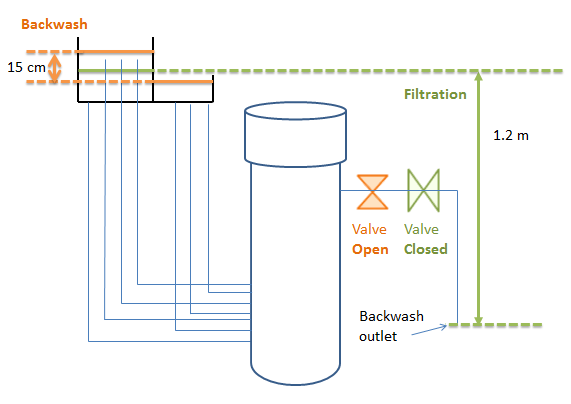 Backwash
15 cm
Filtration
1.2 m
Valve
Open
Valve
Closed
Backwash
outlet